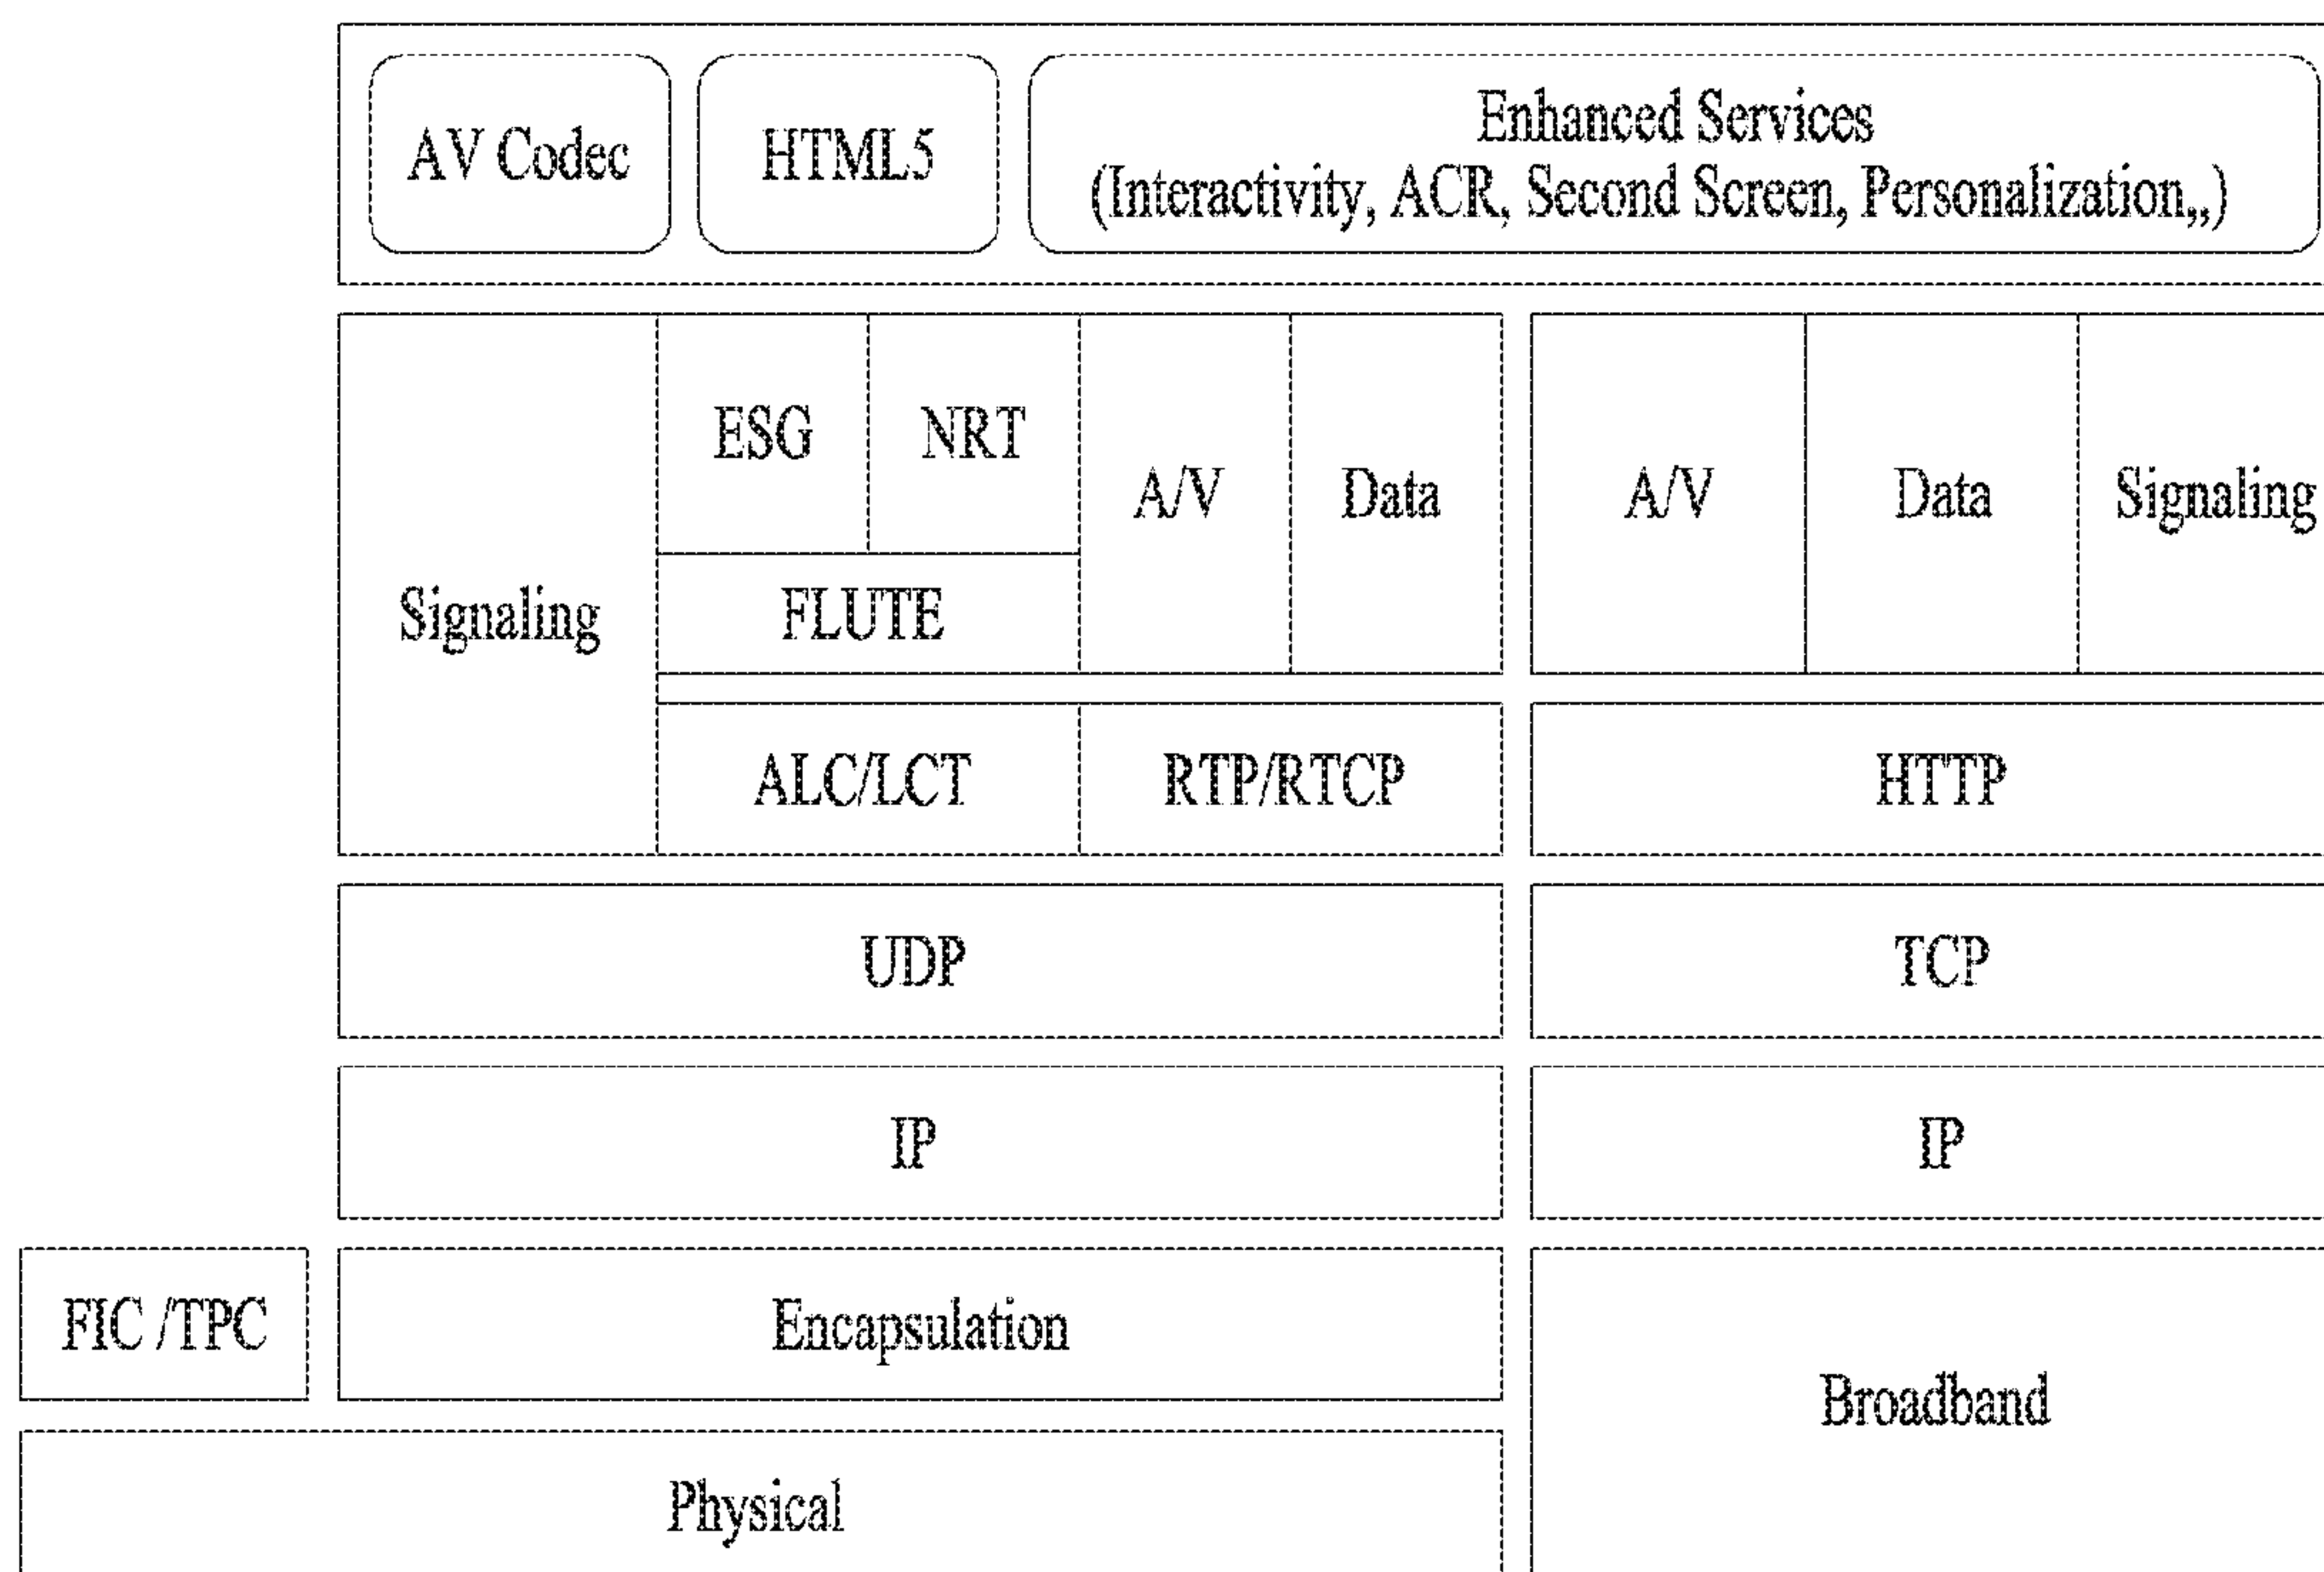 AV Codec
HTML5
Enhanced Services
(Interactivity, ACR, Second Screen, Personalization,,,)
Signaling
ESG
NRT
FLUTE
A/V
Data
A/V
Data
Signaling
ALC/LCT
RTP/RTCP
HTTP
UDP
TCP
IP
IP
FIC /TPC
Encapsulation
Broadband
Physical